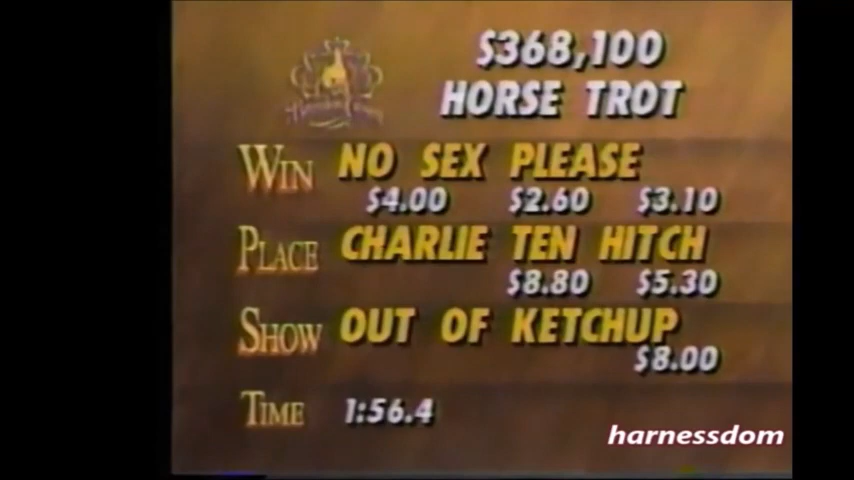 $368,100
HORSE TROT
WIN NO SEX PLEASE
$4.00 $2.60 $3.10
PLACE CHARLIE TEN HITCH
$8.80 $5.30
SHOW OUT OF KETCHUP
$8.00
TIME 1:56.4
harnessdom